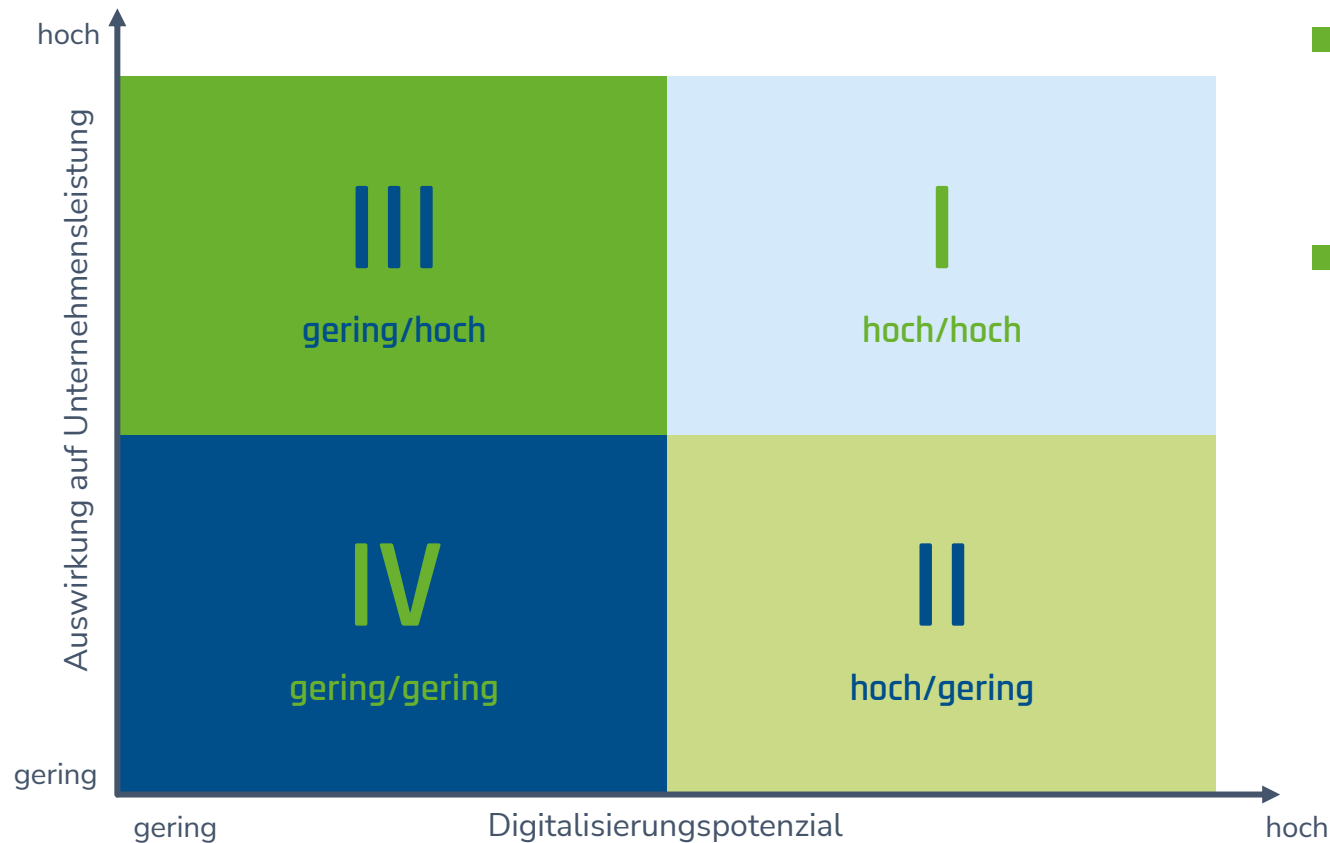 hoch
Auswirkung auf Unternehmensleistung
III
gering/hoch
I
hoch/hoch
IV
gering/gering
II
hoch/gering
gering
gering
Digitalisierungspotenzial
hoch